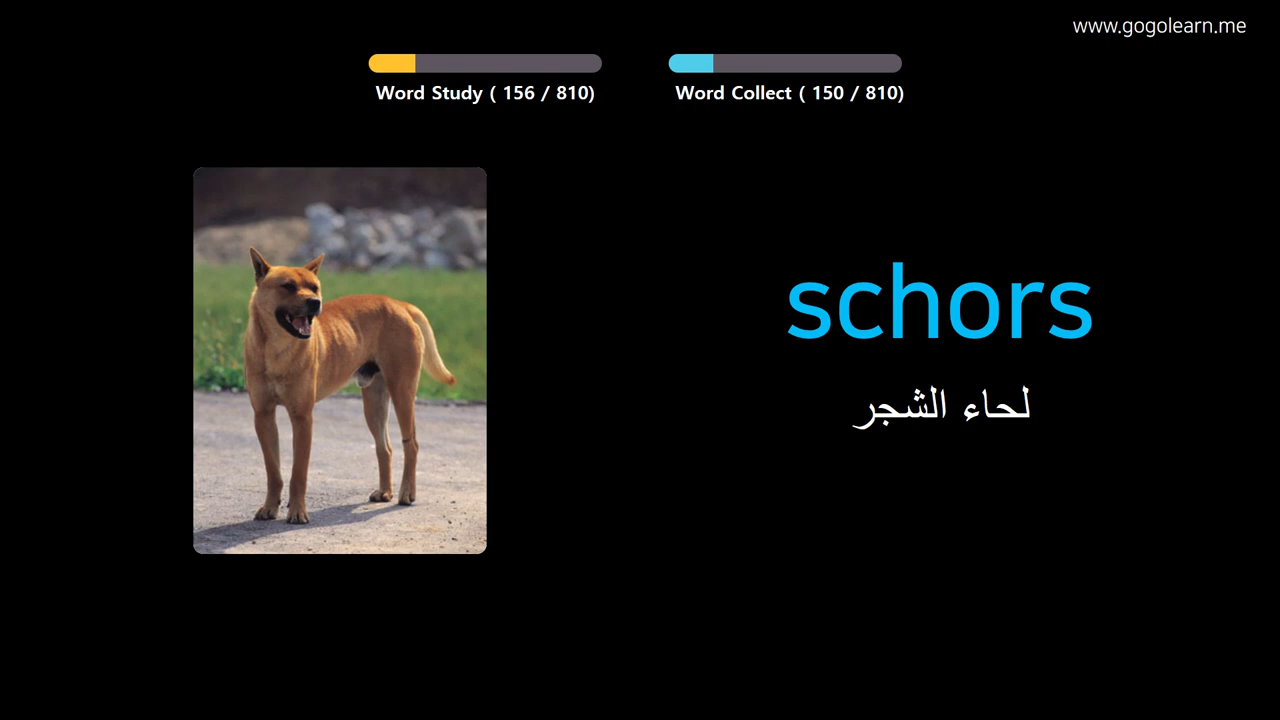 www.gogolearn.me
Word Study ( 156 / 810)
Word Collect ( 150 / 810)
schors
لحاء الشجر